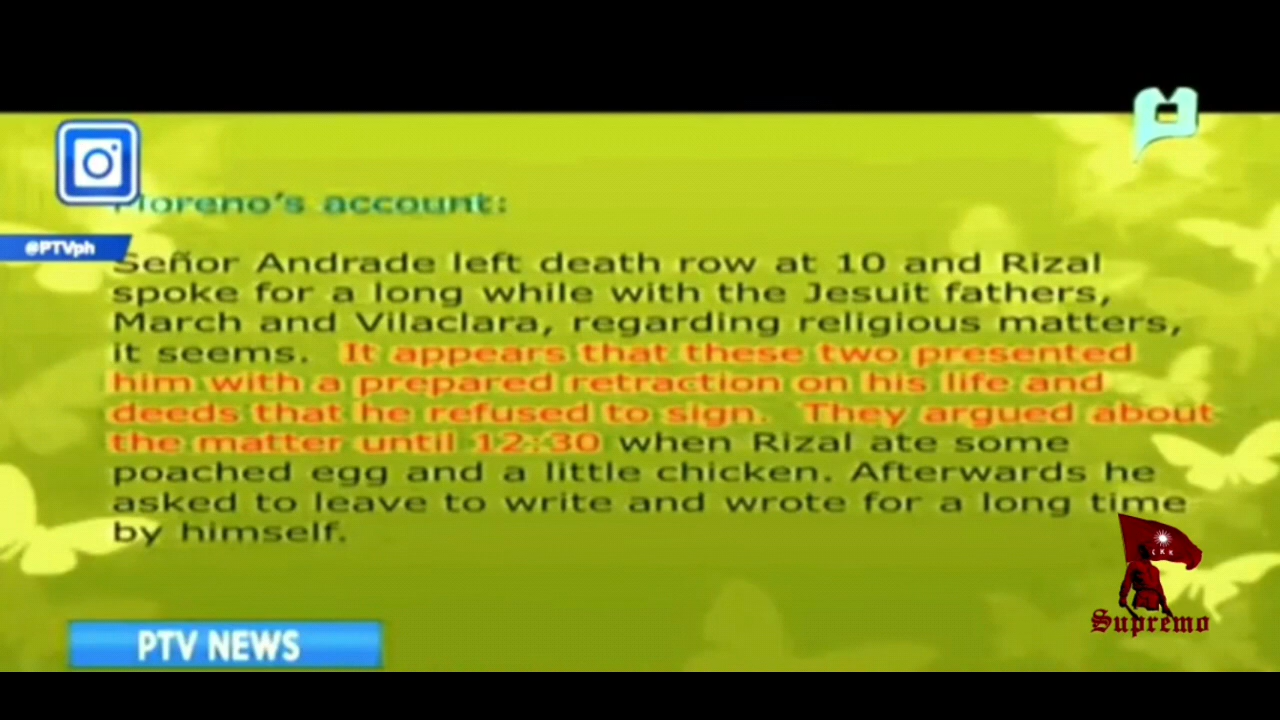 Moreno's account:
@PTVph
Señor Andrade left death row at 10 and Rizal
spoke for a long while with the Jesuit fathers,
March and Vilaclara, regarding religious matters,
it seems. It appears that these two presented
him with a prepared retraction on his life and
deeds that he refused to sign. They argued about
the matter until 12:30 when Rizal ate some
poached egg and a little chicken. Afterwards he
asked to leave to write and wrote for a long time
by himself.
KKK
Supremo
PTV NEWS